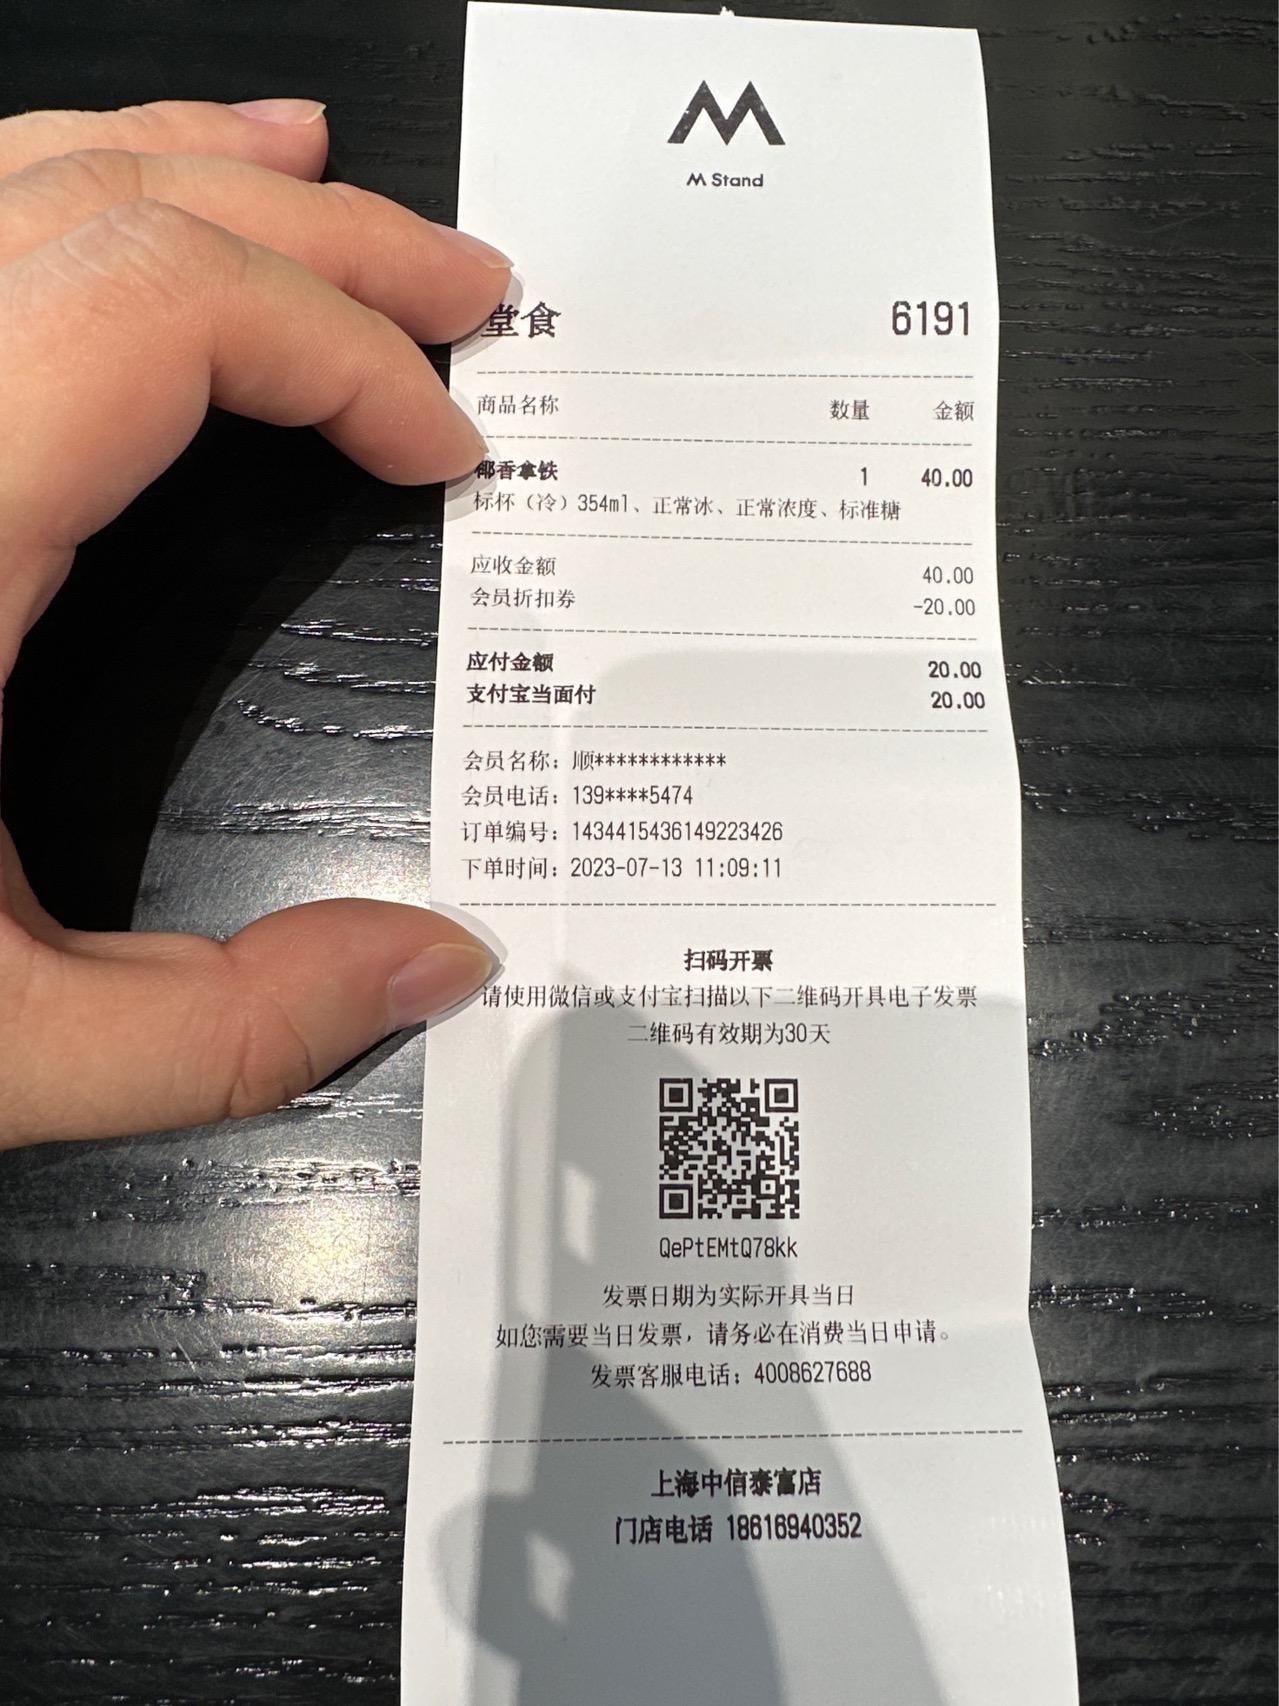 M
M Stand
堂食 6191
商品名称 数量 金额
椰香拿铁 1 40.00
标杯（冷）354ml、正常冰、正常浓度、标准糖
应收金额 40.00
会员折扣券 -20.00
应付金额 20.00
支付宝当面付 20.00
会员名称：顺************
会员电话：139****5474
订单编号：1434415436149223426
下单时间：2023-07-13 11:09:11
扫码开票
请使用微信或支付宝扫描以下二维码开具电子发票
二维码有效期为30天
QePtEMtQ78kk
发票日期为实际开具当日
如您需要当日发票，请务必在消费当日申请。
发票客服电话：4008627688
上海中信泰富店
门店电话 18616940352